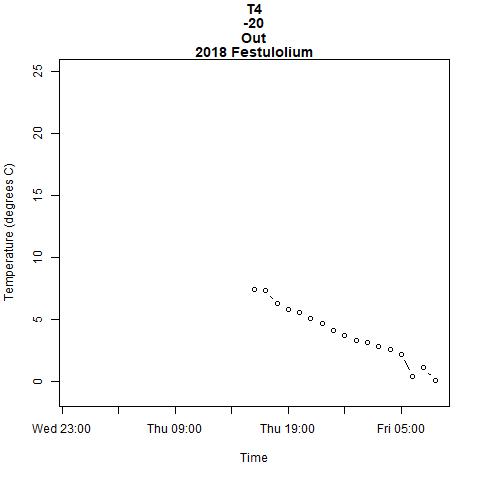 T4
-20
Out
2018 Festulolium
Temperature (degrees C)
25
20
15
10
5
0
Wed 23:00 Thu 09:00 Thu 19:00 Fri 05:00
Time